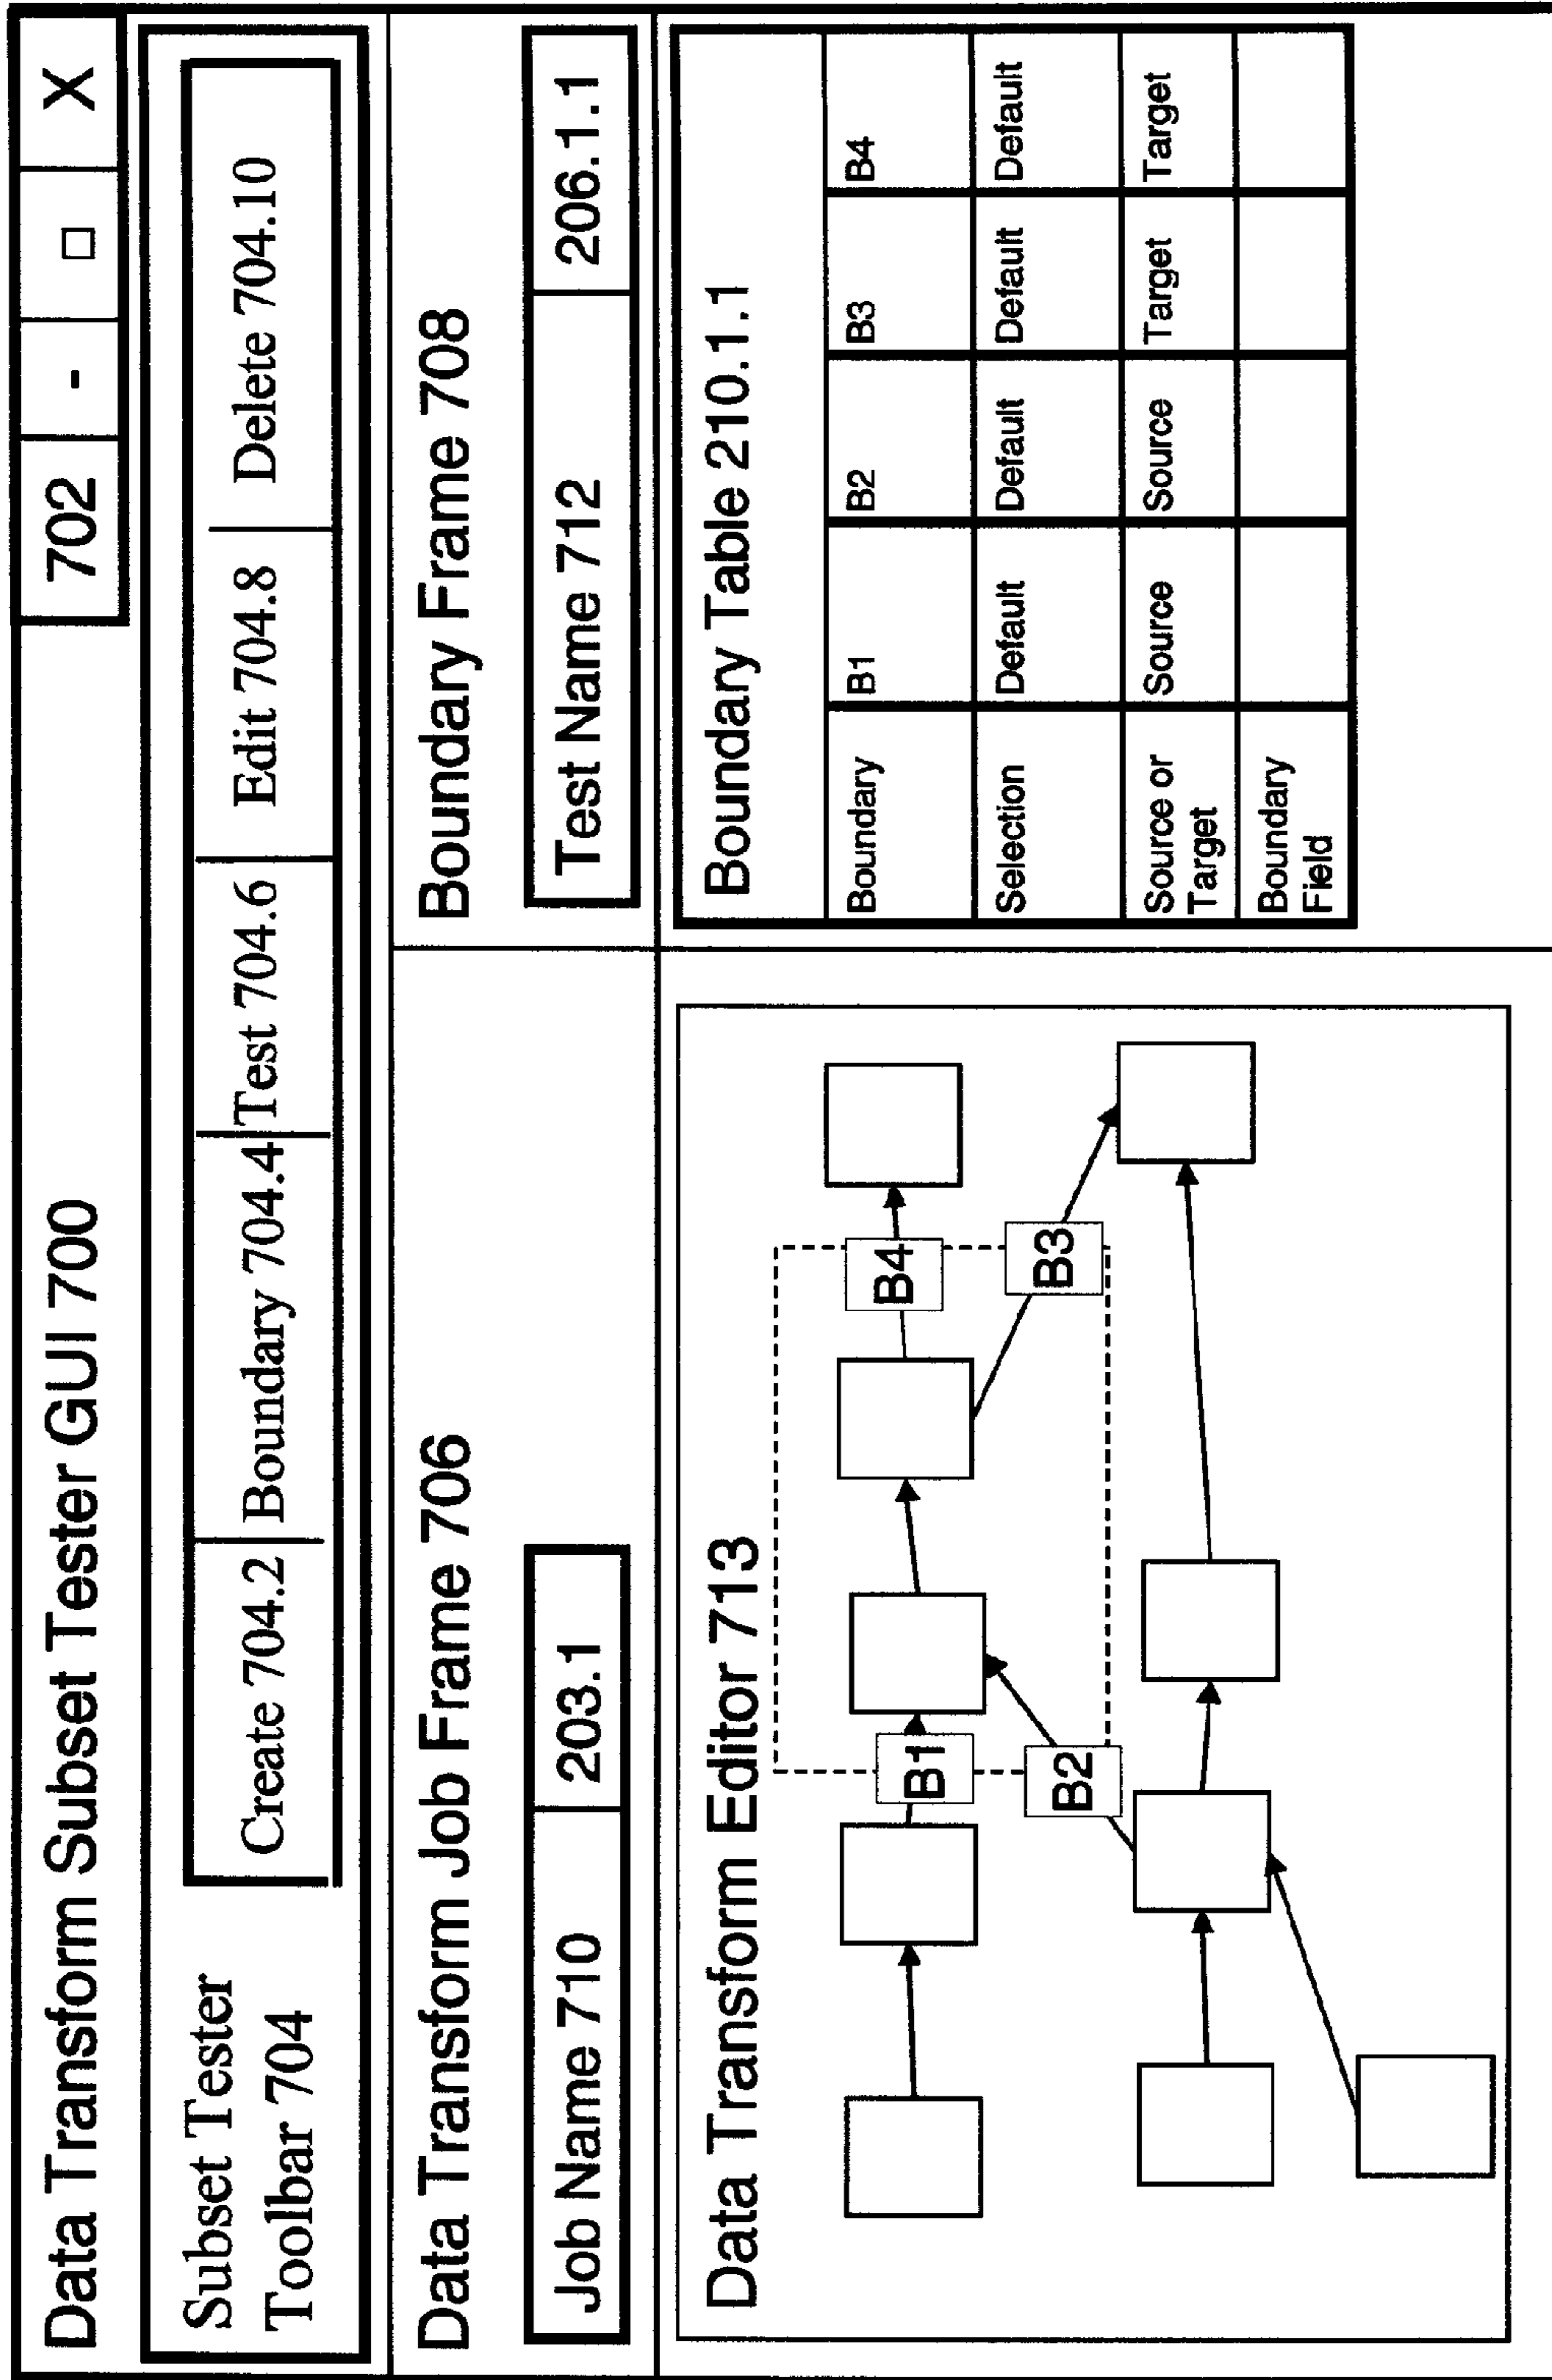 Data Transform Subset Tester GUI 700
702 - □ X
Subset Tester
Toolbar 704
Create 704.2 Boundary 704.4 Test 704.6 Edit 704.8 Delete 704.10
Data Transform Job Frame 706
Job Name 710 203.1
Boundary Frame 708
Test Name 712 206.1.1
Data Transform Editor 713
B1
B2
B4
B3
Boundary Table 210.1.1
Boundary B1 B2 B3 B4
Selection Default Default Default Default
Source or
Target Source Source Target Target
Boundary
Field